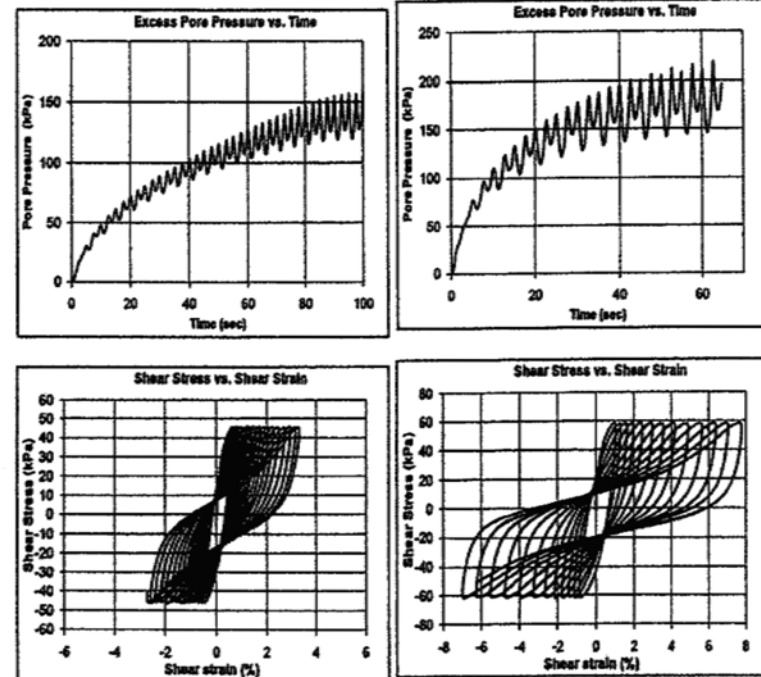 Excess Pore Pressure vs. Time
200
150
100
50
0
Pore Pressure (kPa)
0 20 40 60 80 100
Time (sec)
Excess Pore Pressure vs. Time
250
200
150
100
50
0
Pore Pressure (kPa)
0 20 40 60
Time (sec)
Shear Stress vs. Shear Strain
60
50
40
30
20
10
0
-10
-20
-30
-40
-50
-60
Shear Stress (kPa)
-6 -4 -2 0 2 4 6
Shear strain (%)
Shear Stress vs. Shear Strain
80
60
40
20
0
-20
-40
-60
-80
Shear Stress (kPa)
-8 -6 -4 -2 0 2 4 6 8
Shear strain (%)